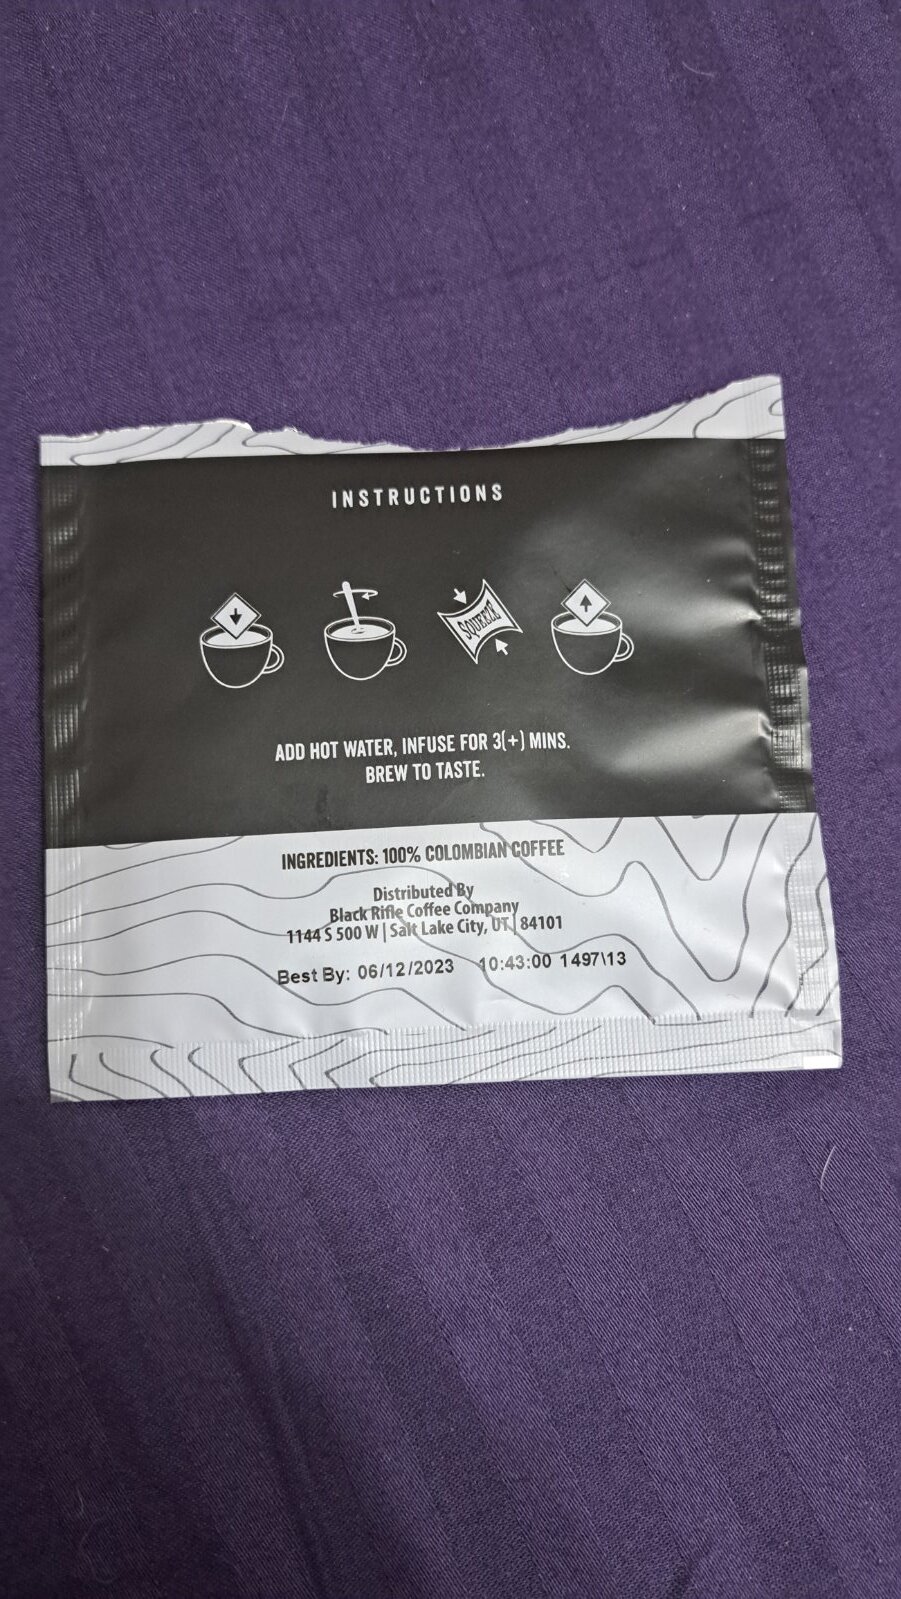 INSTRUCTIONS
SQUEEZE
ADD HOT WATER, INFUSE FOR 3(+) MINS.
BREW TO TASTE.
INGREDIENTS: 100% COLOMBIAN COFFEE
Distributed By
Black Rifle Coffee Company
1144 S 500 W | Salt Lake City, UT | 84101
Best By: 06/12/2023 10:43:00 1497\13